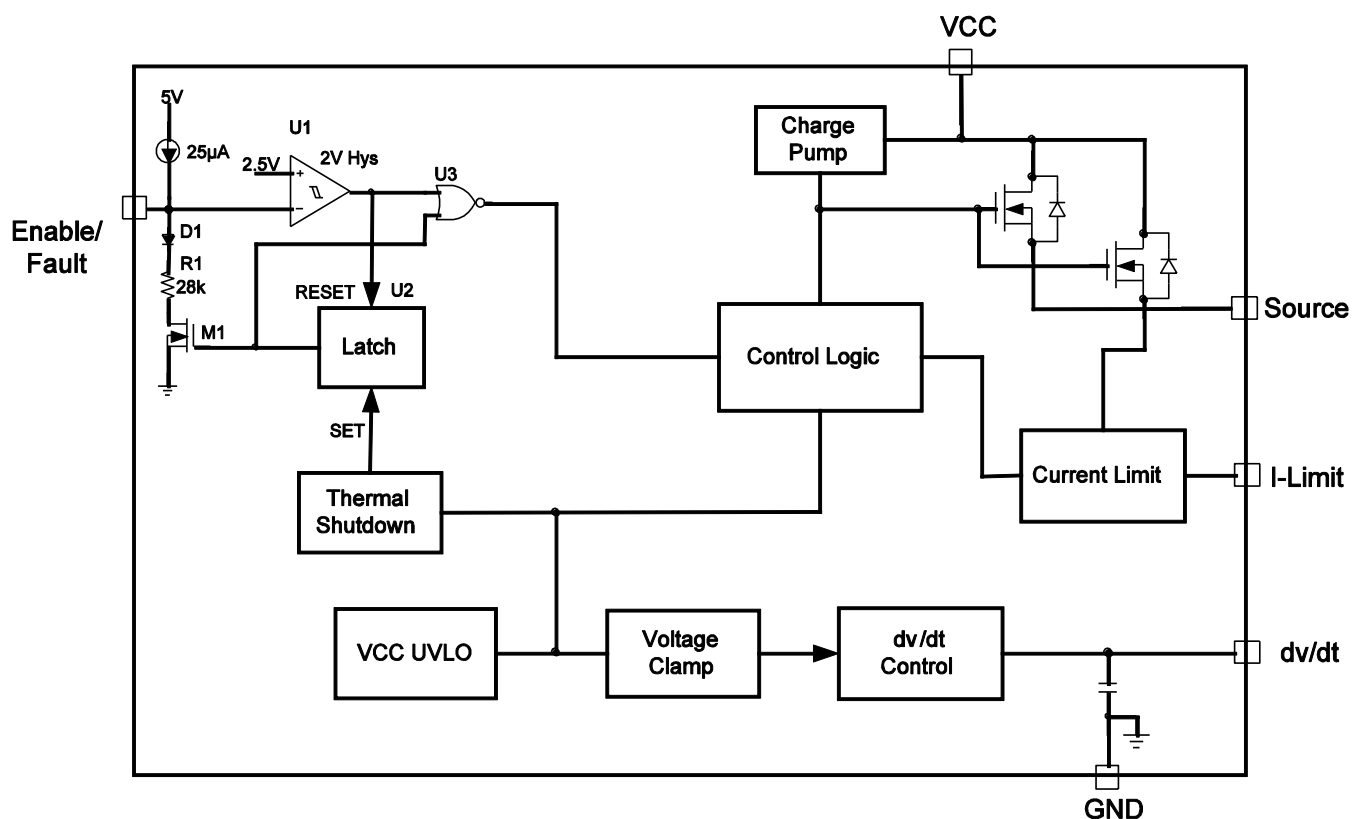 VCC
5V
25µA
U1
2V Hys
2.5V
+
−
U3
Charge
Pump
Enable/
Fault
D1
R1
28k
M1
RESET
U2
Latch
SET
Control Logic
Source
Thermal
Shutdown
Current Limit
I-Limit
VCC UVLO
Voltage
Clamp
dv/dt
Control
dv/dt
GND